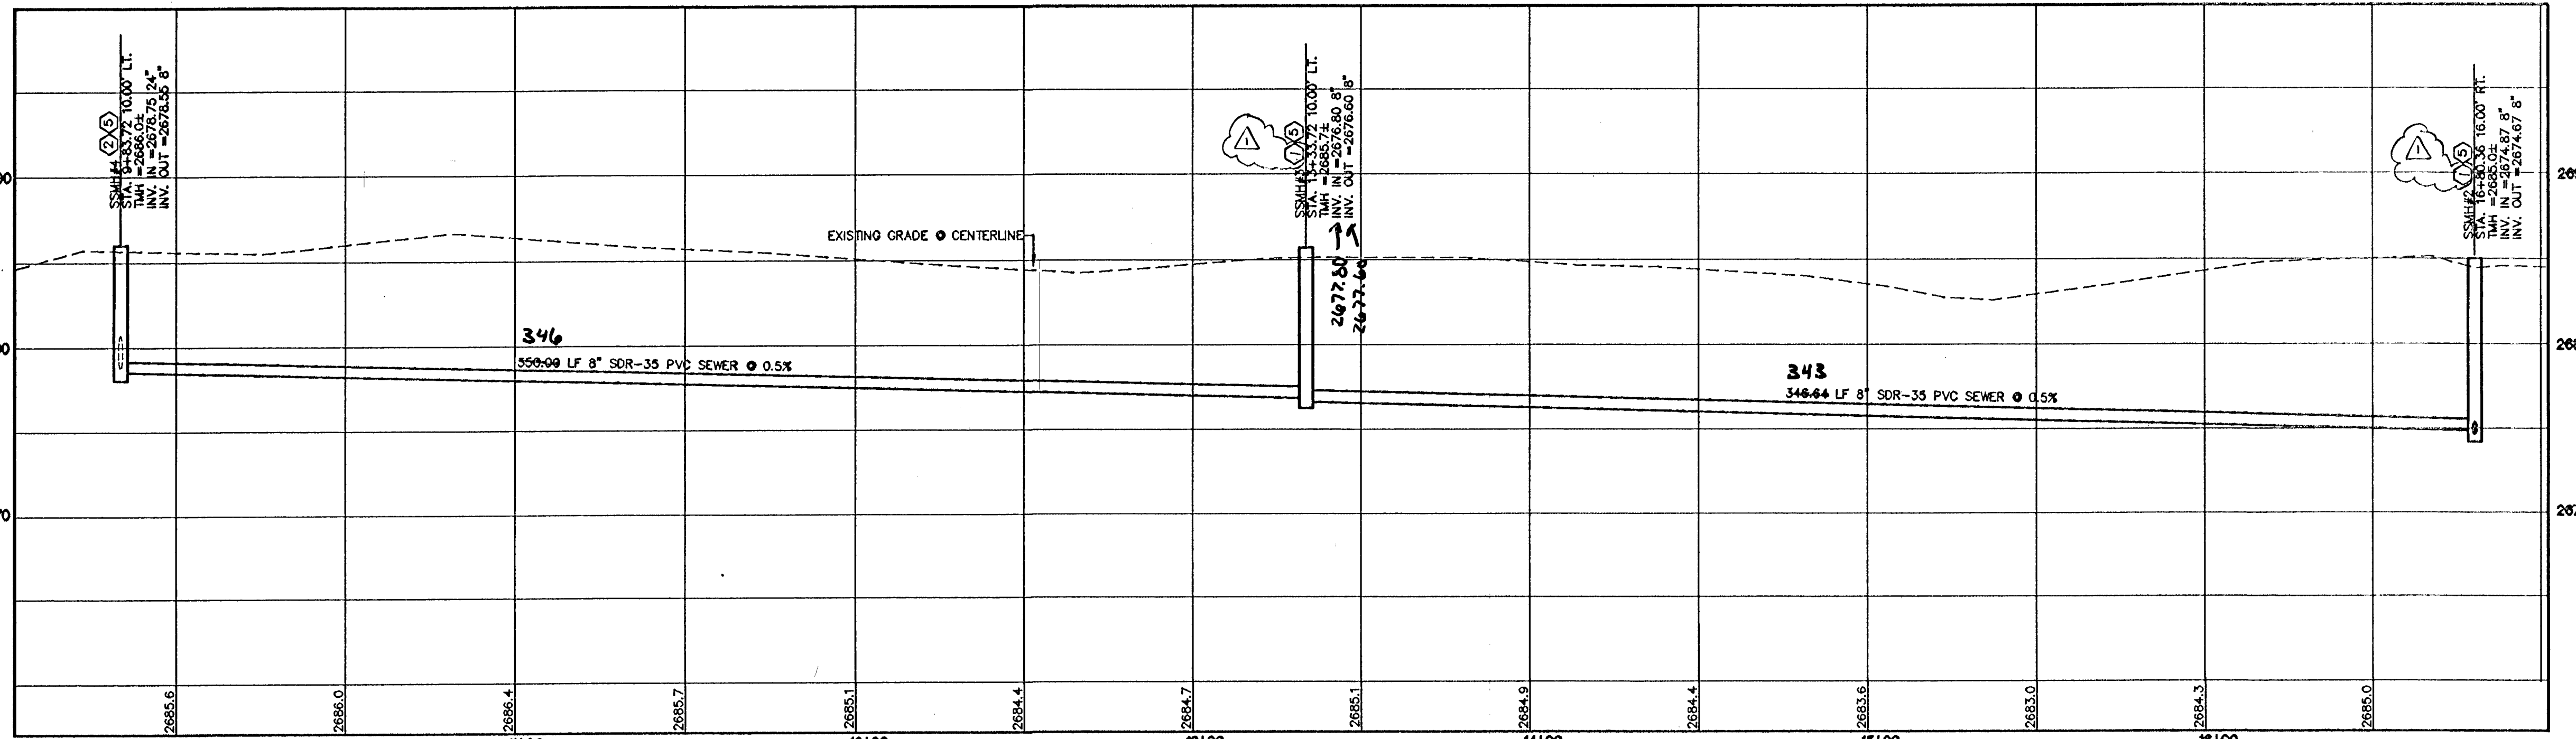 SSMH#4 2 5
STA. 9+83.72 10.00' LT.
TMH =2686.0±
INV. IN =2678.75 24"
INV. OUT =2678.55 8"
1
SSMH#3 1 5
STA. 13+33.72 10.00' LT.
TMH =2685.7±
INV. IN =2676.80 8"
INV. OUT =2676.60 8"
2677.80
2677.60
1
SSMH#2 1 5
STA. 16+80.36 16.00' RT.
TMH =2685.0±
INV. IN =2674.87 8"
INV. OUT =2674.67 8"
EXISTING GRADE @ CENTERLINE
346
350.00 LF 8" SDR-35 PVC SEWER @ 0.5%
343
346.64 LF 8" SDR-35 PVC SEWER @ 0.5%
2685.6
2686.0
2686.4
2685.7
2685.1
2684.4
2684.7
2685.1
2684.9
2684.4
2683.6
2683.0
2684.3
2685.0